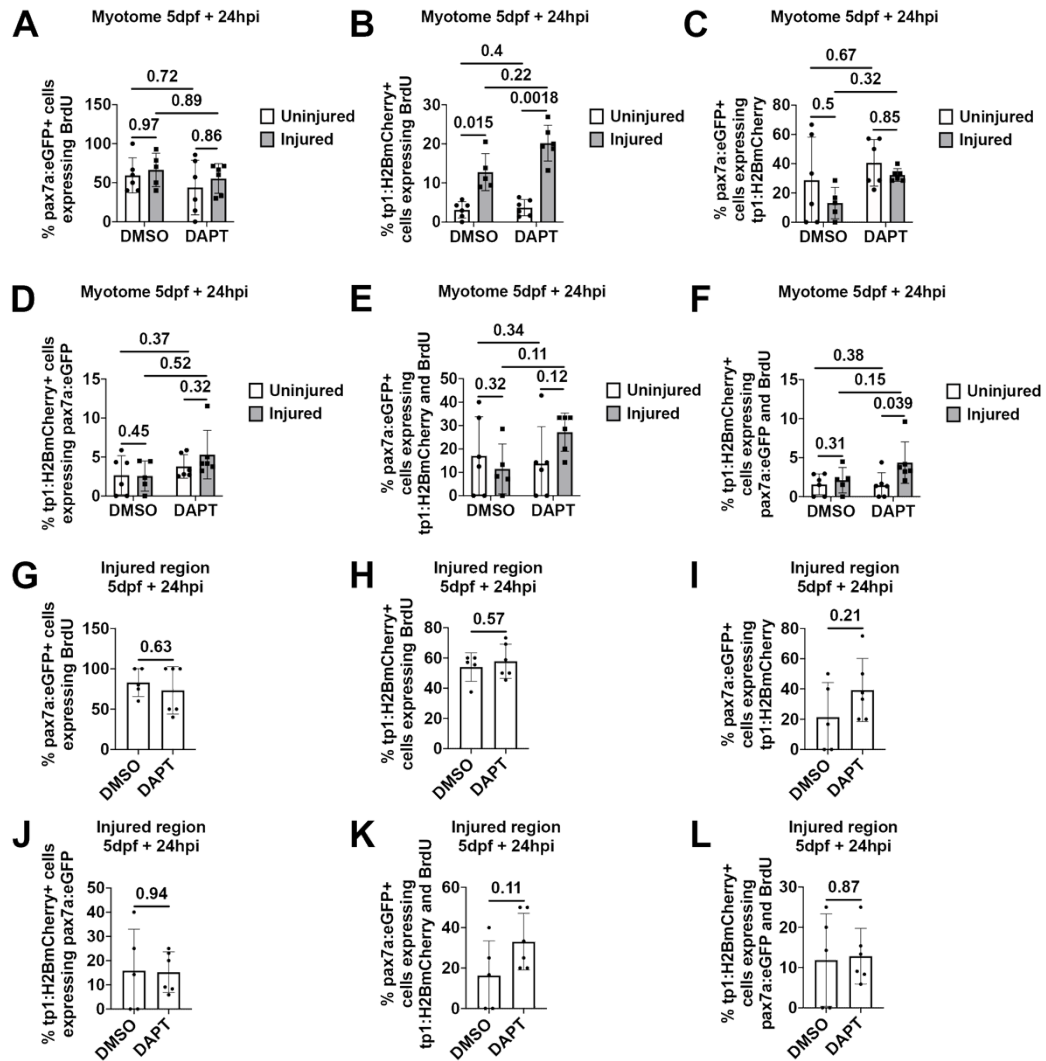 A
Myotome 5dpf + 24hpi
% pax7a:eGFP+ cells
expressing BrdU
150
100
50
0
0.72
0.89
0.97
0.86
DMSO
DAPT
Uninjured
Injured
B
Myotome 5dpf + 24hpi
% tp1:H2BmCherry+
cells expressing BrdU
30
20
10
0
0.4
0.22
0.015
0.0018
DMSO
DAPT
Uninjured
Injured
C
Myotome 5dpf + 24hpi
% pax7a:eGFP+
cells expressing
tp1:H2BmCherry
80
60
40
20
0
0.67
0.32
0.5
0.85
DMSO
DAPT
Uninjured
Injured
D
Myotome 5dpf + 24hpi
% tp1:H2BmCherry+ cells
expressing pax7a:eGFP
15
10
5
0
0.37
0.52
0.45
0.32
DMSO
DAPT
Uninjured
Injured
E
Myotome 5dpf + 24hpi
% pax7a:eGFP+
cells expressing
tp1:H2BmCherry and BrdU
50
40
30
20
10
0
0.34
0.11
0.32
0.12
DMSO
DAPT
Uninjured
Injured
F
Myotome 5dpf + 24hpi
% tp1:H2BmCherry+
cells expressing
pax7a:eGFP and BrdU
15
10
5
0
0.38
0.15
0.31
0.039
DMSO
DAPT
Uninjured
Injured
G
Injured region
5dpf + 24hpi
% pax7a:eGFP+ cells
expressing BrdU
150
100
50
0
0.63
DMSO
DAPT
H
Injured region
5dpf + 24hpi
% tp1:H2BmCherry+
cells expressing BrdU
80
60
40
20
0
0.57
DMSO
DAPT
I
Injured region
5dpf + 24hpi
% pax7a:eGFP+
cells expressing
tp1:H2BmCherry
80
60
40
20
0
0.21
DMSO
DAPT
J
Injured region
5dpf + 24hpi
% tp1:H2BmCherry+ cells
expressing pax7a:eGFP
50
40
30
20
10
0
0.94
DMSO
DAPT
K
Injured region
5dpf + 24hpi
% pax7a:eGFP+
cells expressing
tp1:H2BmCherry and BrdU
60
40
20
0
0.11
DMSO
DAPT
L
Injured region
5dpf + 24hpi
% tp1:H2BmCherry+
cells expressing
pax7a:eGFP and BrdU
30
20
10
0
0.87
DMSO
DAPT